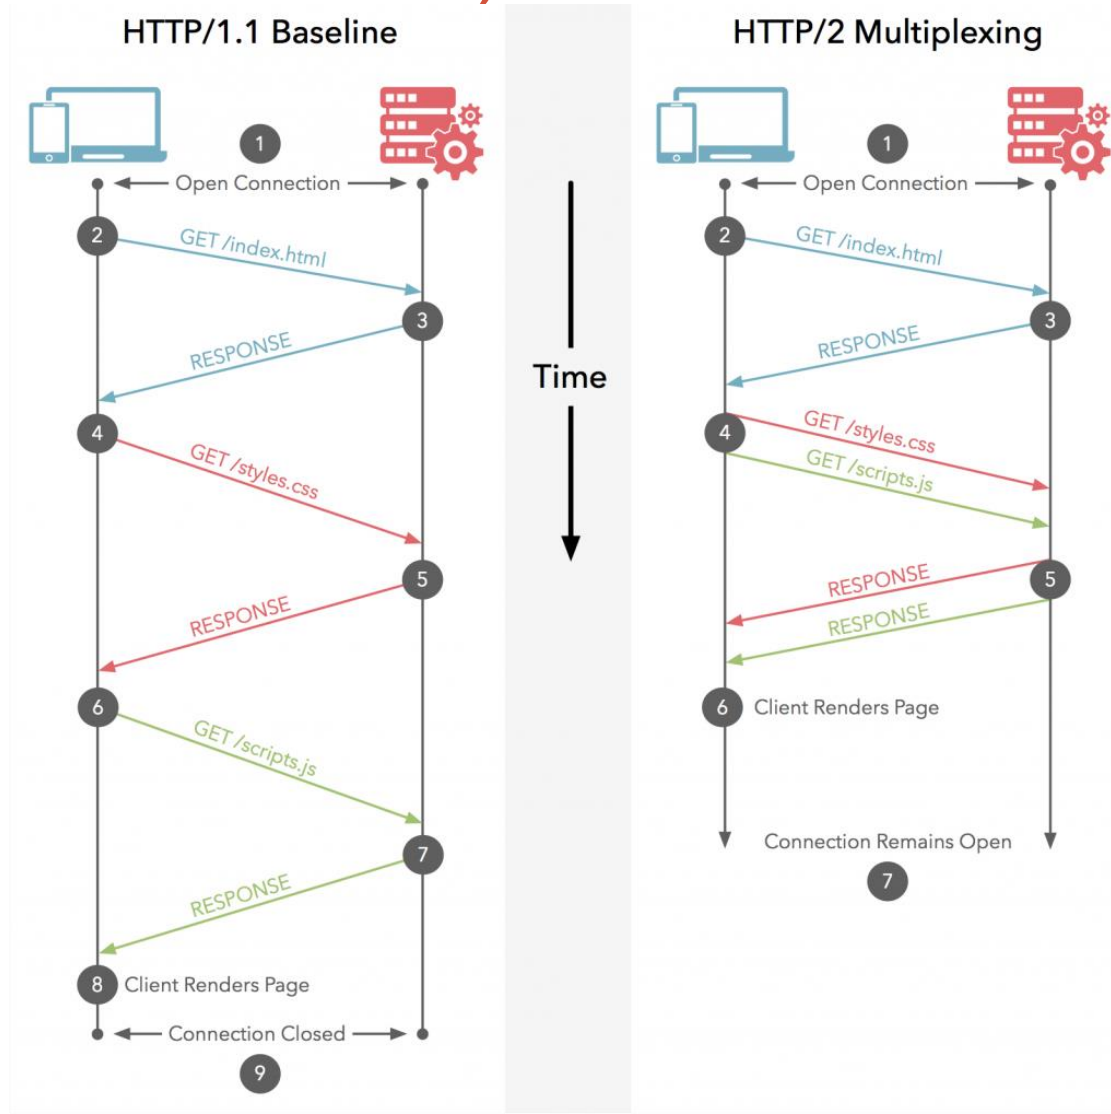 HTTP/1.1 Baseline
1
Open Connection
2
GET /index.html
3
RESPONSE
4
GET /styles.css
5
RESPONSE
6
GET /scripts.js
7
RESPONSE
8 Client Renders Page
Connection Closed
9
Time
HTTP/2 Multiplexing
1
Open Connection
2
GET /index.html
3
RESPONSE
4
GET /styles.css
GET /scripts.js
5
RESPONSE
RESPONSE
6 Client Renders Page
Connection Remains Open
7